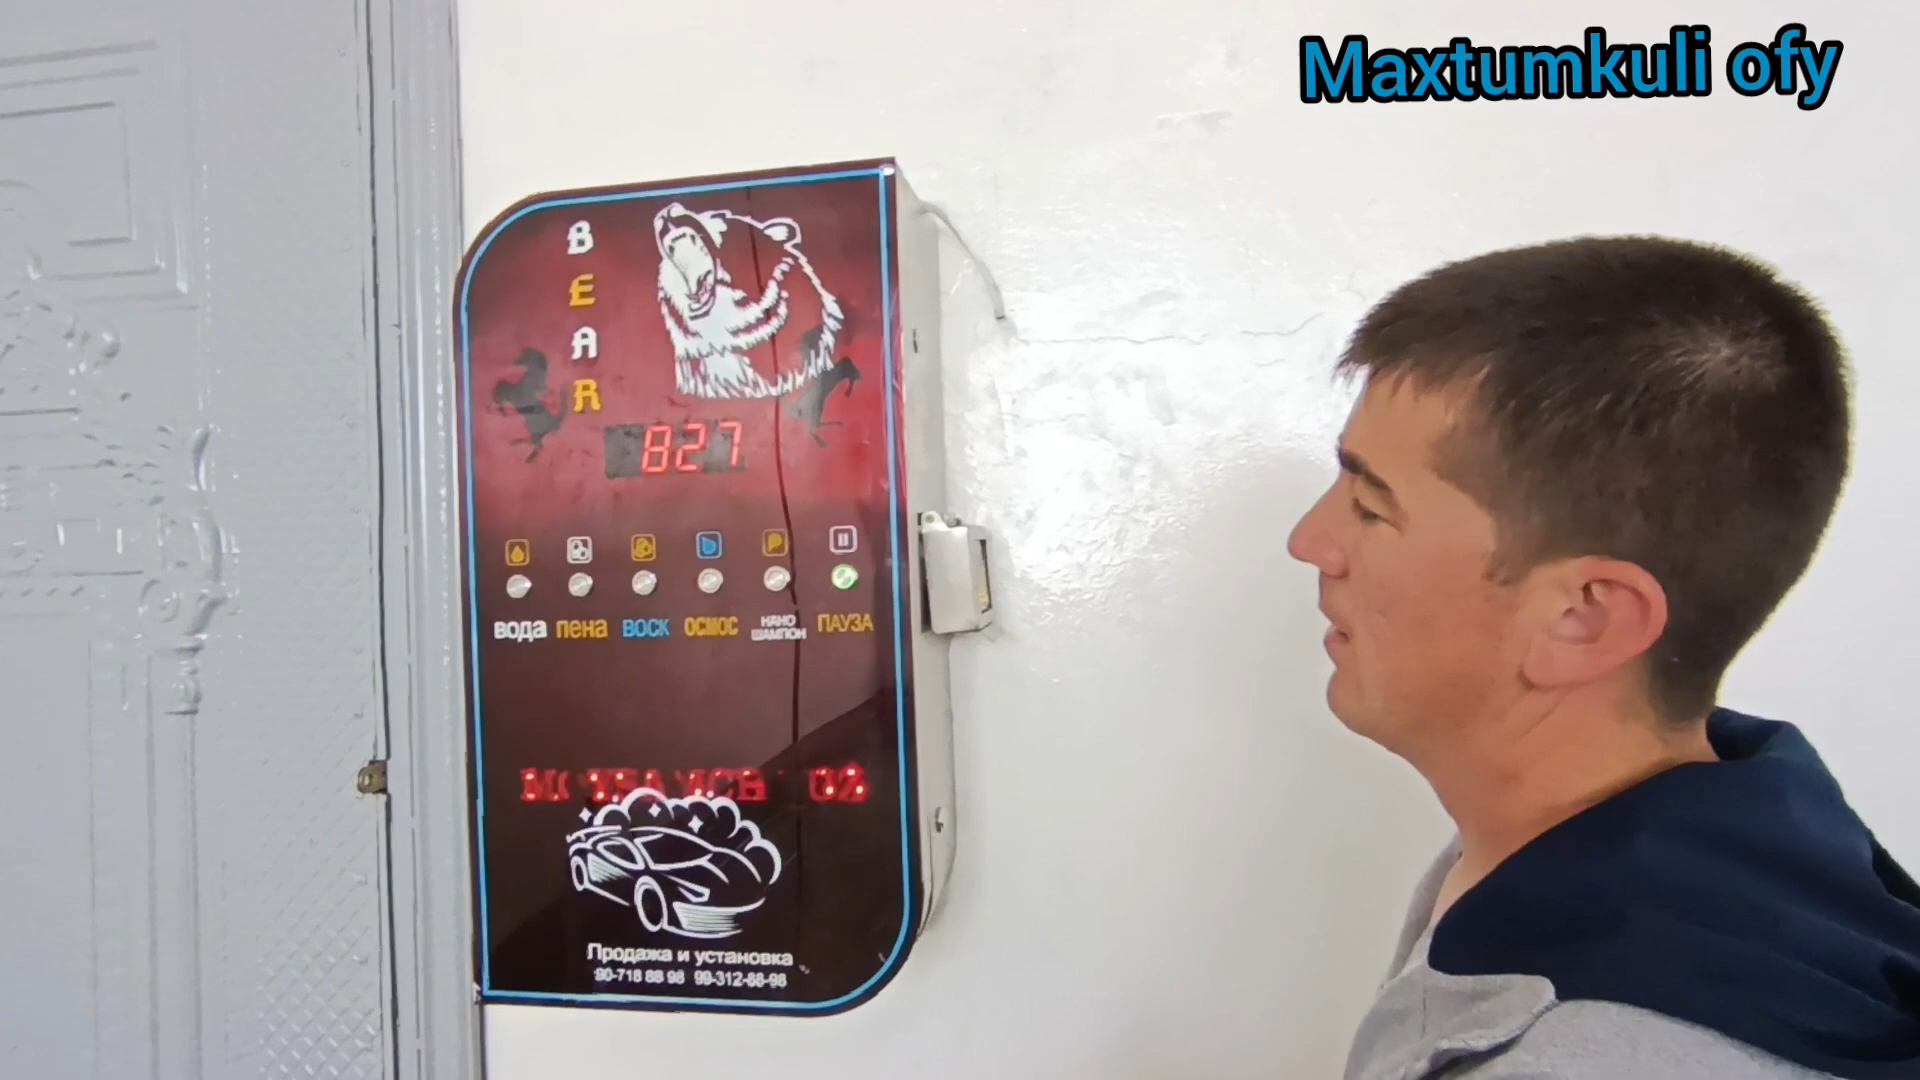 Maxtumkuli ofy
BEAR
827
вода пена ВОСК ОСМОС НАНО ШАМПОН ПАУЗА
Продажа и установка
90-718 88 98 99-312-88-98